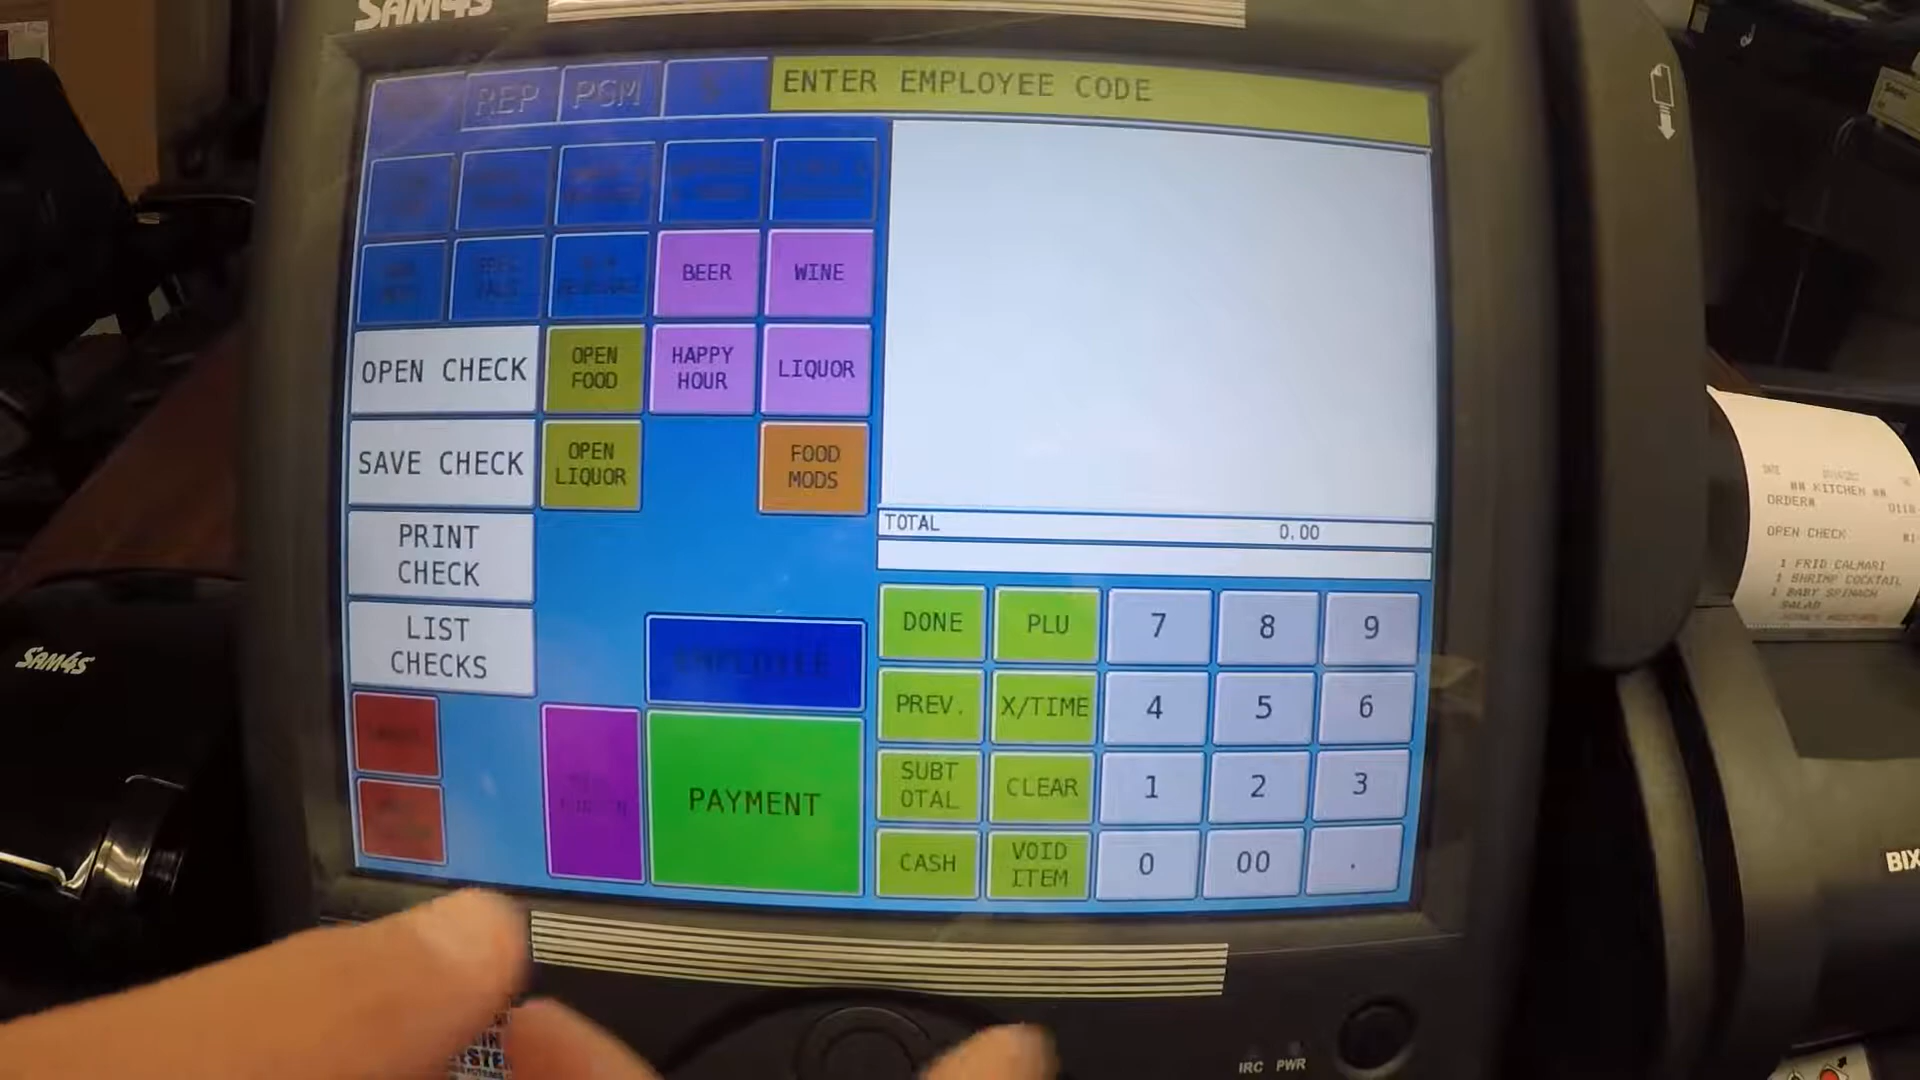 SAM4S
REP
PGM
ENTER EMPLOYEE CODE
BEER
WINE
OPEN CHECK
OPEN
FOOD
HAPPY
HOUR
LIQUOR
SAVE CHECK
OPEN
LIQUOR
FOOD
MODS
PRINT
CHECK
LIST
CHECKS
EMPLOYEE
PAYMENT
TOTAL 0.00
DONE
PLU
7
8
9
PREV.
X/TIME
4
5
6
SUBT
OTAL
CLEAR
1
2
3
CASH
VOID
ITEM
0
00
.
IRC PWR
SAM4S
## KITCHEN ##
ORDER#
OPEN CHECK #1
1 FRID CALMARI
1 SHRIMP COCKTAIL
1 BABY SPINACH
SALAD
BIX